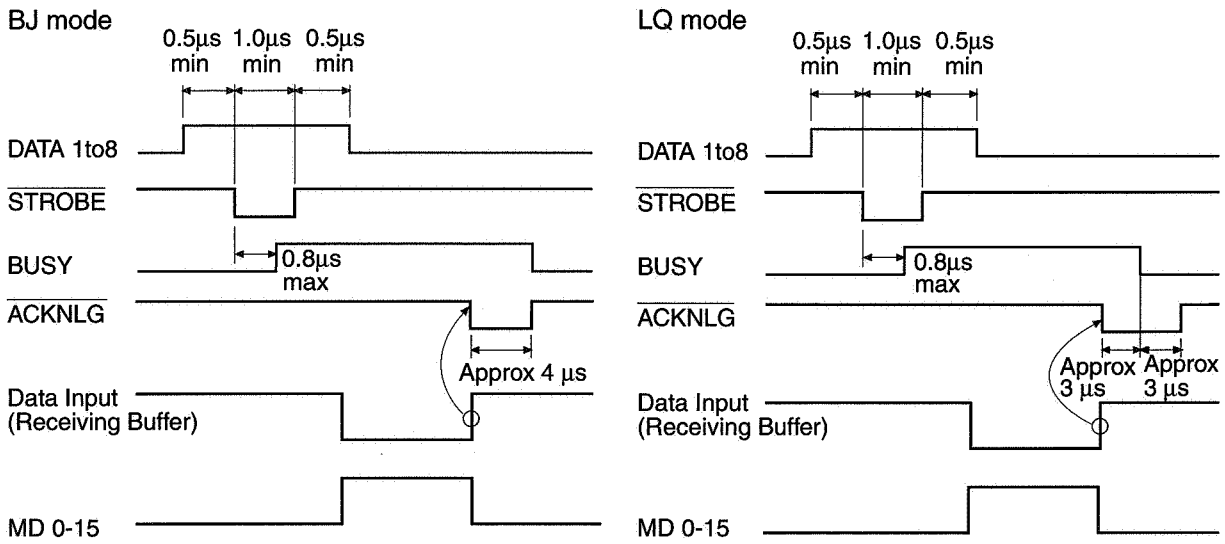 BJ mode
0.5μs 1.0μs 0.5μs
min min min
DATA 1to8
STROBE
BUSY
0.8μs
max
ACKNLG
Approx 4 μs
Data Input
(Receiving Buffer)
MD 0-15
LQ mode
0.5μs 1.0μs 0.5μs
min min min
DATA 1to8
STROBE
BUSY
0.8μs
max
ACKNLG
Approx Approx
3 μs 3 μs
Data Input
(Receiving Buffer)
MD 0-15